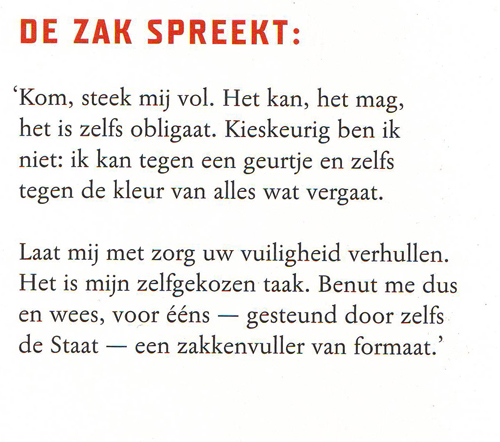 DE ZAK SPREEKT:
‘Kom, steek mij vol. Het kan, het mag,
het is zelfs obligaat. Kieskeurig ben ik
niet: ik kan tegen een geurtje en zelfs
tegen de kleur van alles wat vergaat.
Laat mij met zorg uw vuiligheid verhullen.
Het is mijn zelfgekozen taak. Benut me dus
en wees, voor ééns — gesteund door zelfs
de Staat — een zakkenvuller van formaat.’